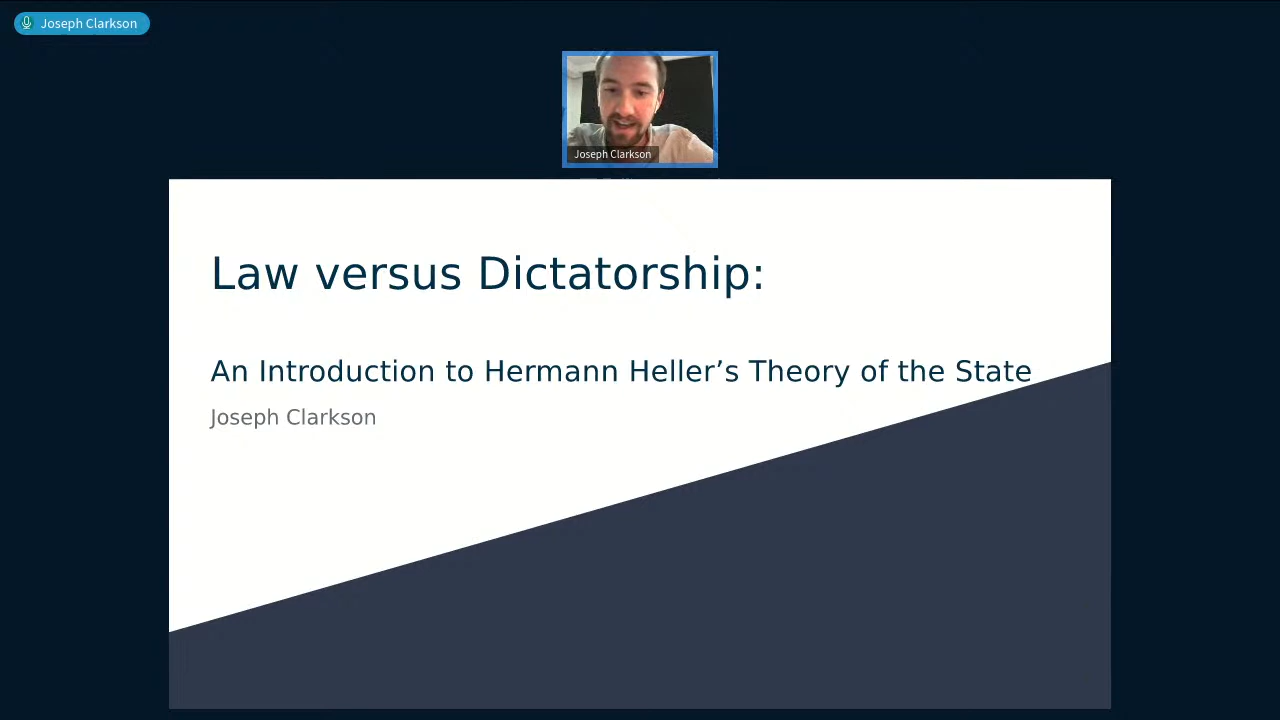 Joseph Clarkson
Joseph Clarkson
Law versus Dictatorship:
An Introduction to Hermann Heller’s Theory of the State
Joseph Clarkson